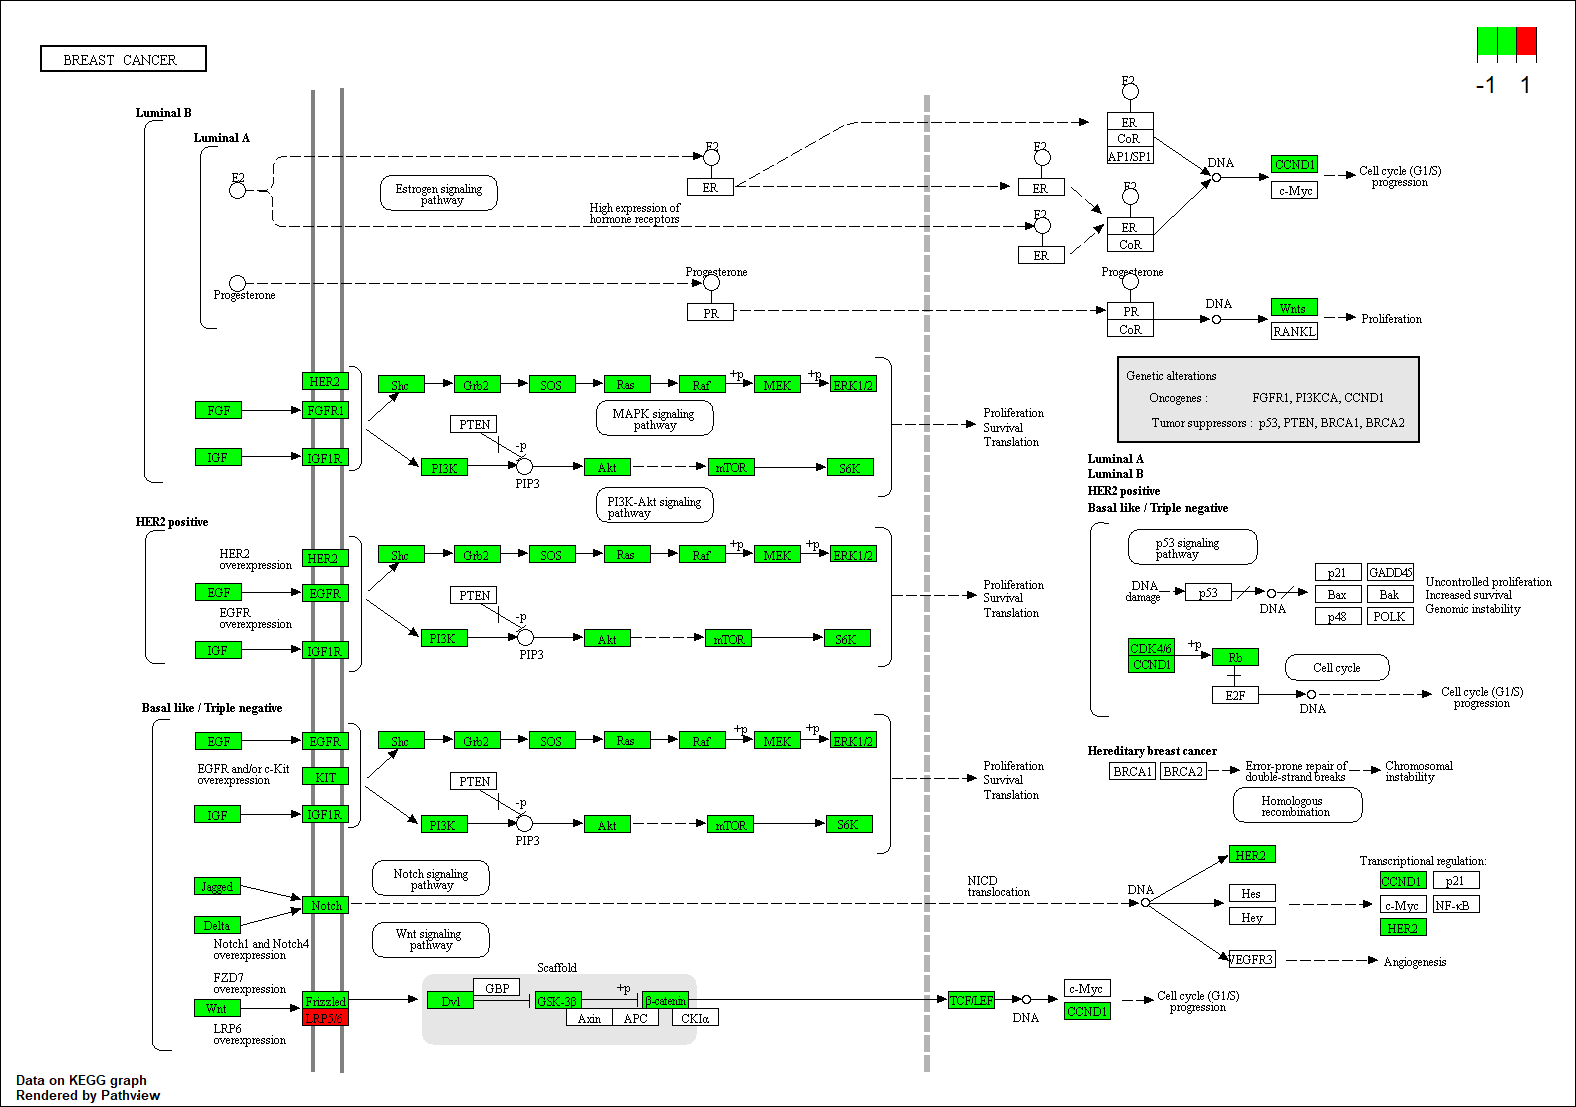 BREAST CANCER
-1 1
Luminal B
Luminal A
E2
Estrogen signaling
pathway
High expression of
hormone receptors
E2
ER
E2
ER
CoR
AP1/SP1
E2
ER
E2
ER
E2
ER
CoR
DNA
CCND1
c-Myc
Cell cycle (G1/S)
progression
Progesterone
Progesterone
PR
Progesterone
PR
CoR
DNA
Wnts
RANKL
Proliferation
HER2
FGF
FGFR1
IGF
IGF1R
Shc
Grb2
SOS
Ras
Raf
+p
MEK
+p
ERK1/2
MAPK signaling
pathway
PTEN
-p
PI3K
PIP3
Akt
mTOR
S6K
PI3K-Akt signaling
pathway
Proliferation
Survival
Translation
Genetic alterations
Oncogenes : FGFR1, PI3KCA, CCND1
Tumor suppressors : p53, PTEN, BRCA1, BRCA2
HER2 positive
HER2
overexpression
HER2
EGF
EGFR
EGFR
overexpression
IGF
IGF1R
Shc
Grb2
SOS
Ras
Raf
+p
MEK
+p
ERK1/2
PTEN
-p
PI3K
PIP3
Akt
mTOR
S6K
Proliferation
Survival
Translation
Luminal A
Luminal B
HER2 positive
Basal like / Triple negative
p53 signaling
pathway
DNA
damage
p53
DNA
p21
GADD45
Bax
Bak
p48
POLK
Uncontrolled proliferation
Increased survival
Genomic instability
CDK4/6
CCND1
+p
Rb
E2F
Cell cycle
DNA
Cell cycle (G1/S)
progression
Basal like / Triple negative
EGF
EGFR
EGFR and/or c-Kit
overexpression
KIT
IGF
IGF1R
Shc
Grb2
SOS
Ras
Raf
+p
MEK
+p
ERK1/2
PTEN
-p
PI3K
PIP3
Akt
mTOR
S6K
Proliferation
Survival
Translation
Hereditary breast cancer
BRCA1
BRCA2
Error-prone repair of
double-strand breaks
Chromosomal
instability
Homologous
recombination
Jagged
Delta
Notch
Notch signaling
pathway
Notch1 and Notch4
overexpression
NICD
translocation
DNA
HER2
Hes
Hey
VEGFR3
Transcriptional regulation:
CCND1
p21
c-Myc
NF-κB
HER2
Angiogenesis
Wnt signaling
pathway
FZD7
overexpression
Wnt
LRP6
overexpression
Frizzled
LRP5/6
Scaffold
Dvl
GBP
GSK-3β
+p
β-catenin
Axin
APC
CKIα
TCF/LEF
DNA
c-Myc
CCND1
Cell cycle (G1/S)
progression
Data on KEGG graph
Rendered by Pathview